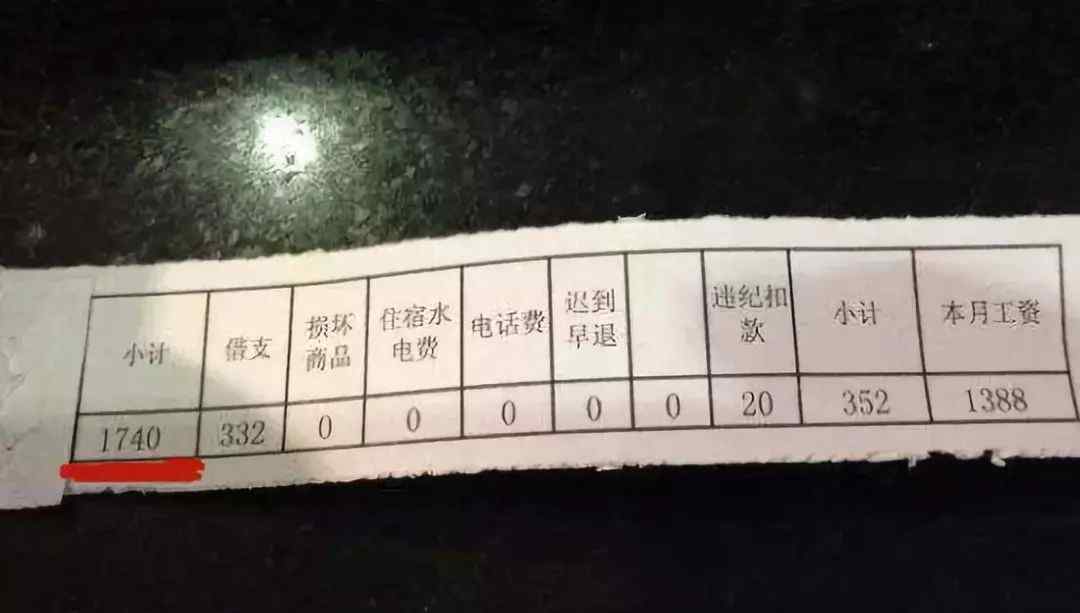 小计 借支 损坏商品 住宿水电费 电话费 迟到早退 违纪扣款 小计 本月工资
1740 332 0 0 0 0 0 20 352 1388